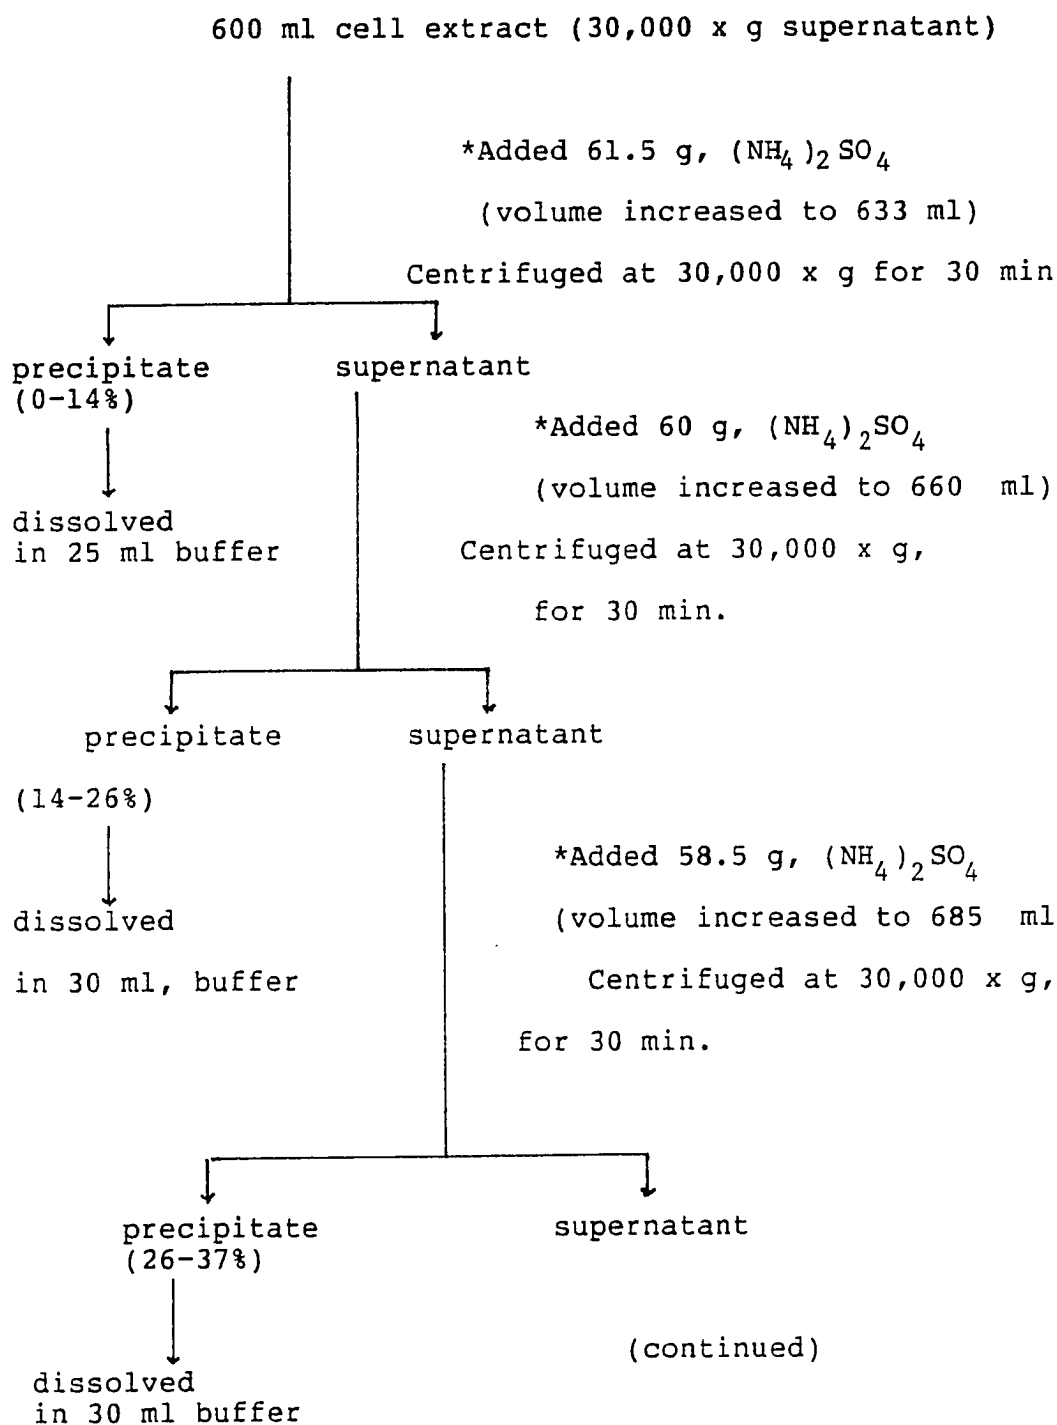 600 ml cell extract (30,000 x g supernatant)
*Added 61.5 g, (NH4)2SO4
(volume increased to 633 ml)
Centrifuged at 30,000 x g for 30 min
precipitate
(0-14%)
supernatant
*Added 60 g, (NH4)2SO4
(volume increased to 660 ml)
dissolved
in 25 ml buffer
Centrifuged at 30,000 x g,
for 30 min.
precipitate
supernatant
(14-26%)
*Added 58.5 g, (NH4)2SO4
dissolved
(volume increased to 685 ml
in 30 ml, buffer
Centrifuged at 30,000 x g,
for 30 min.
precipitate
(26-37%)
supernatant
(continued)
dissolved
in 30 ml buffer